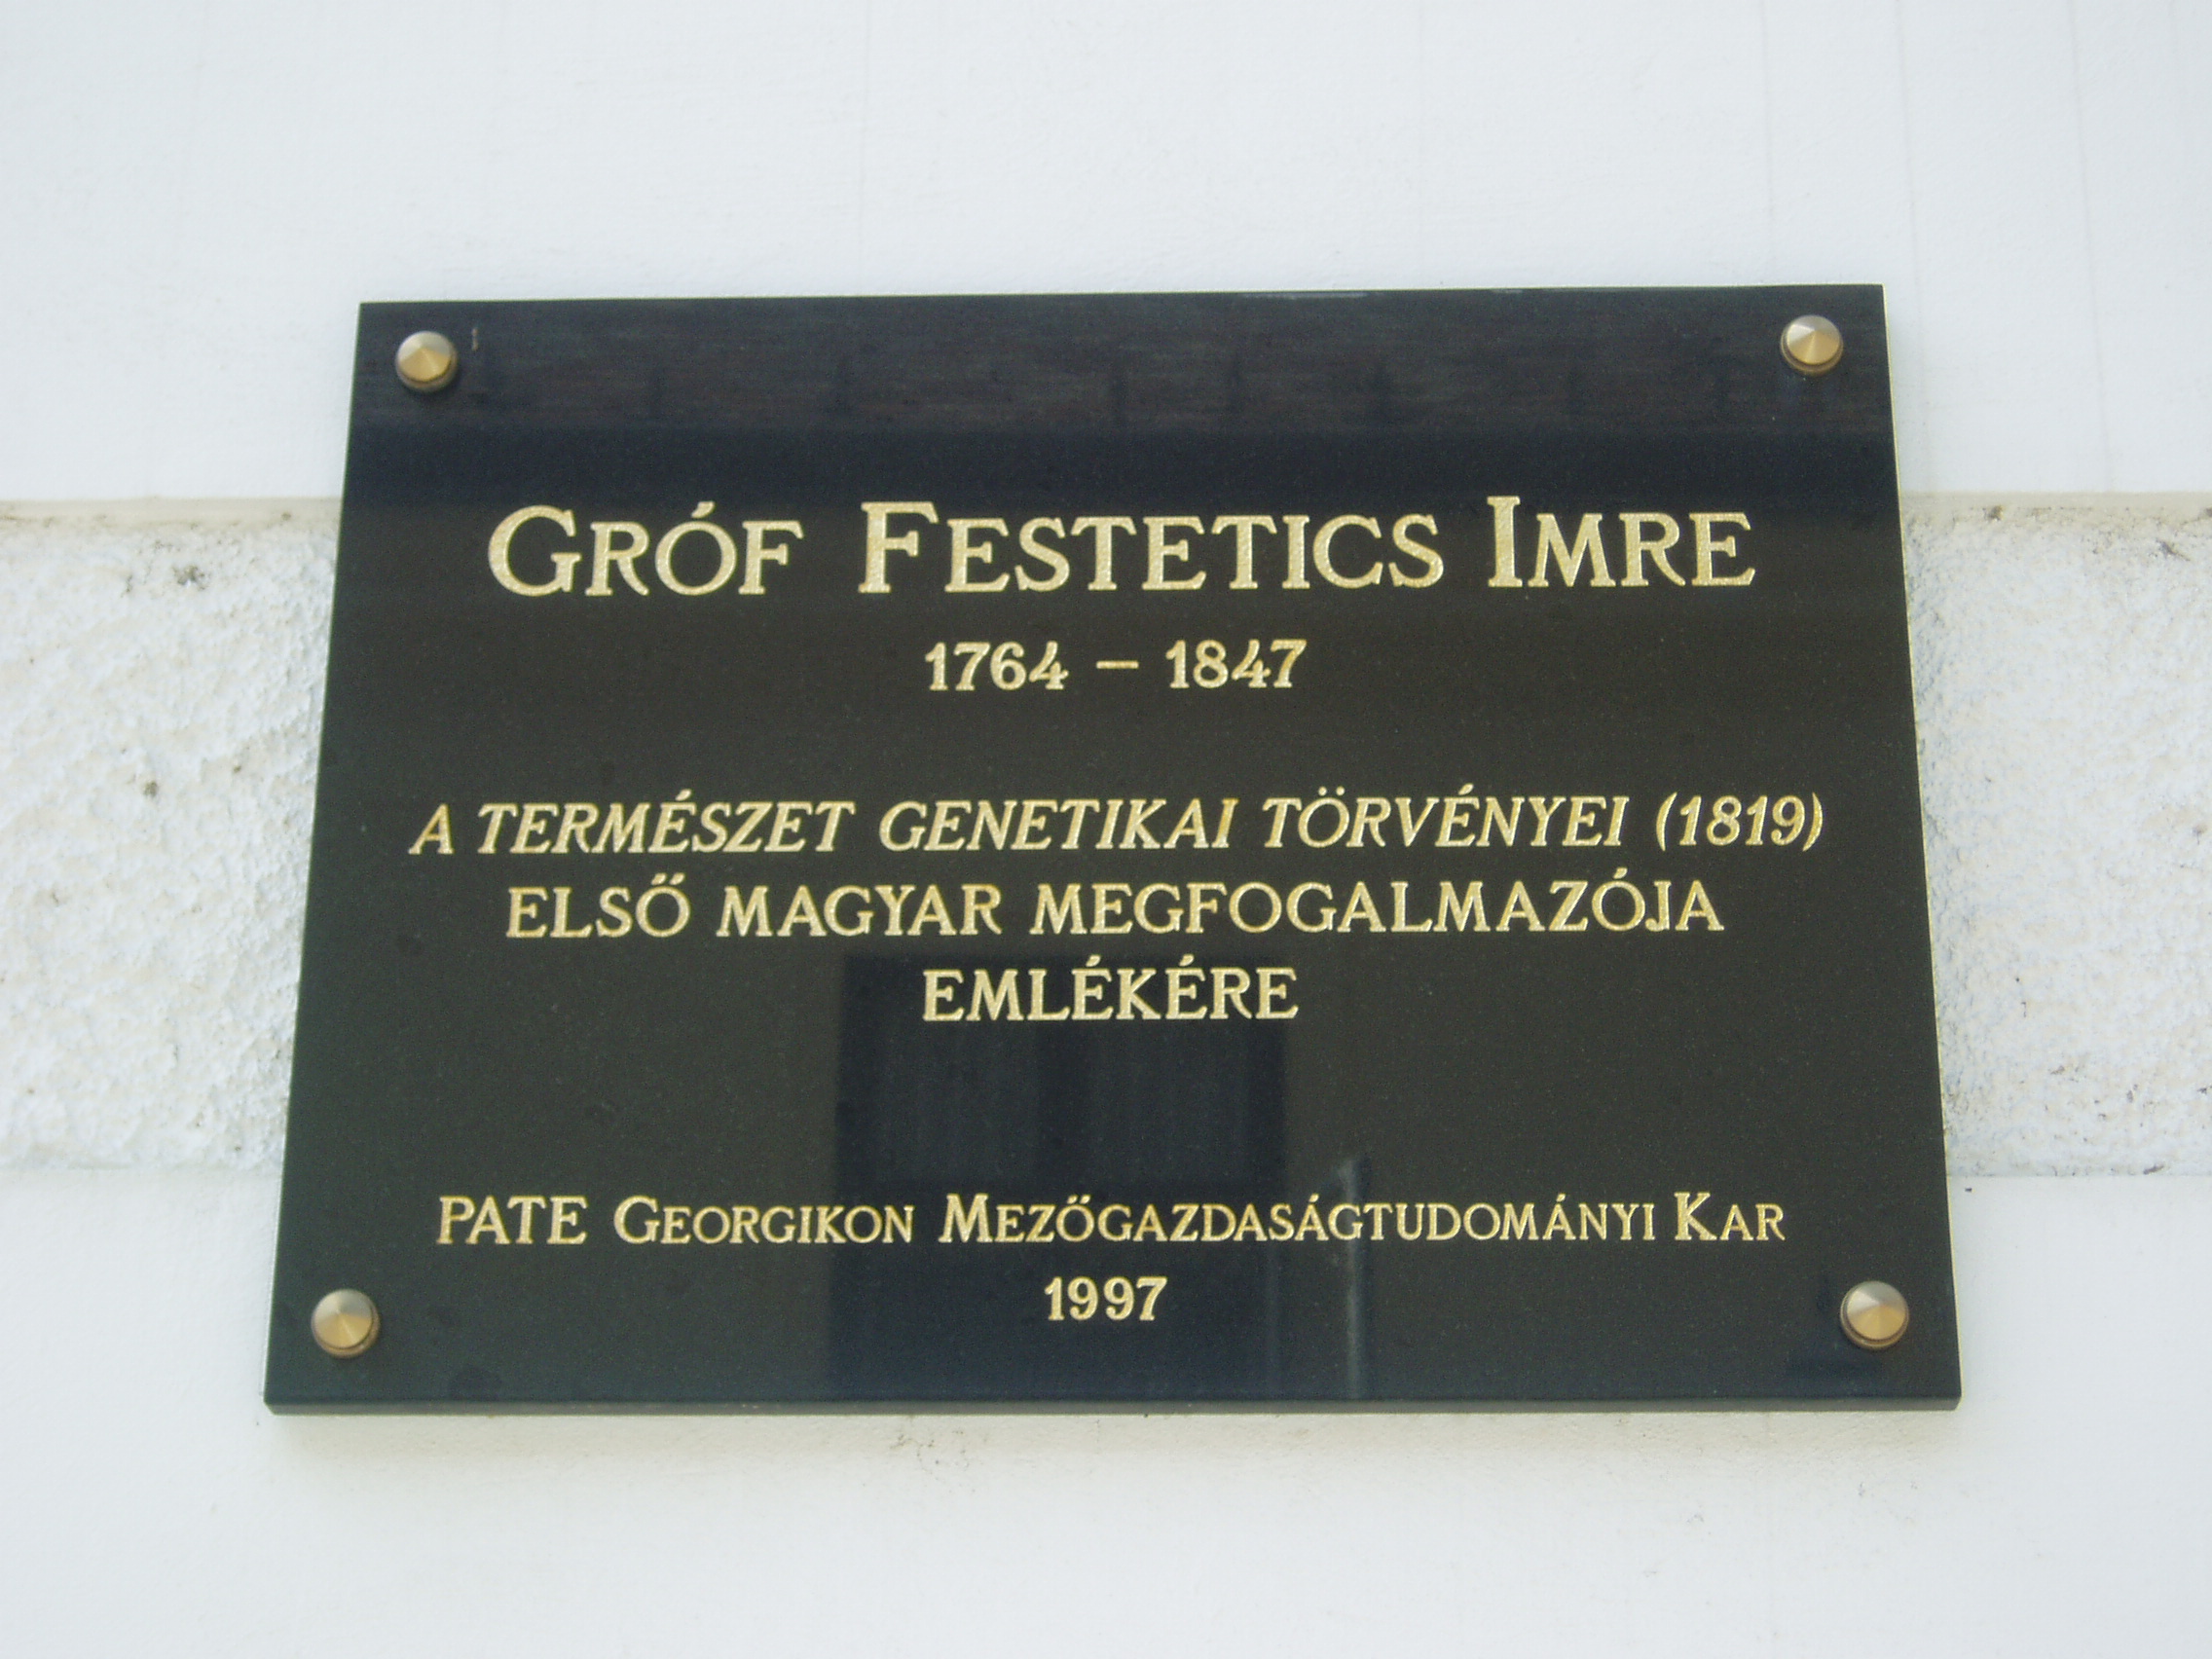 GRÓF FESTETICS IMRE
1764 – 1847
A TERMÉSZET GENETIKAI TÖRVÉNYEI (1819)
ELSŐ MAGYAR MEGFOGALMAZÓJA
EMLÉKÉRE
PATE GEORGIKON MEZŐGAZDASÁGTUDOMÁNYI KAR
1997